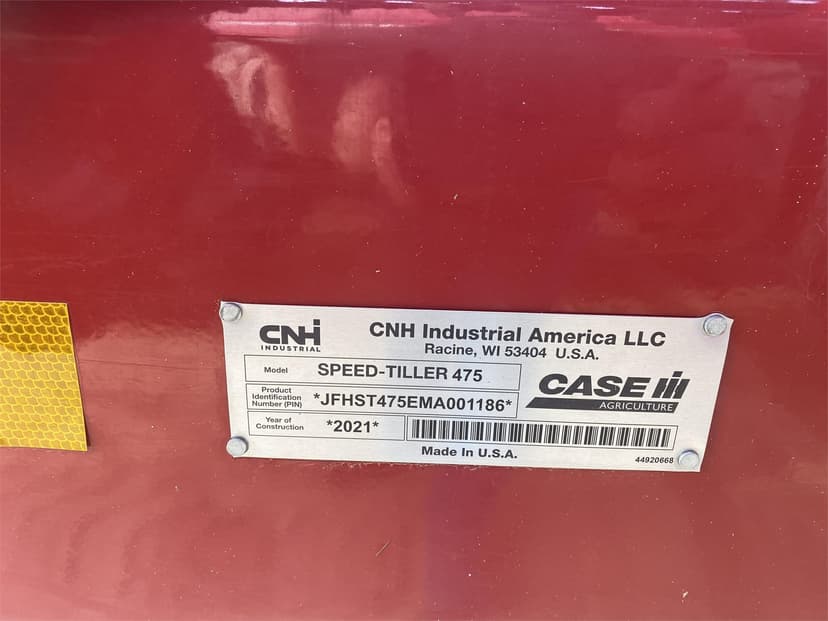 CNH
INDUSTRIAL
CNH Industrial America LLC
Racine, WI 53404 U.S.A.
Model
SPEED-TILLER 475
Product
Identification
Number (PIN)
*JFHST475EMA001186*
Year of
Construction
*2021*
CASE IH
AGRICULTURE
Made In U.S.A.
44920668